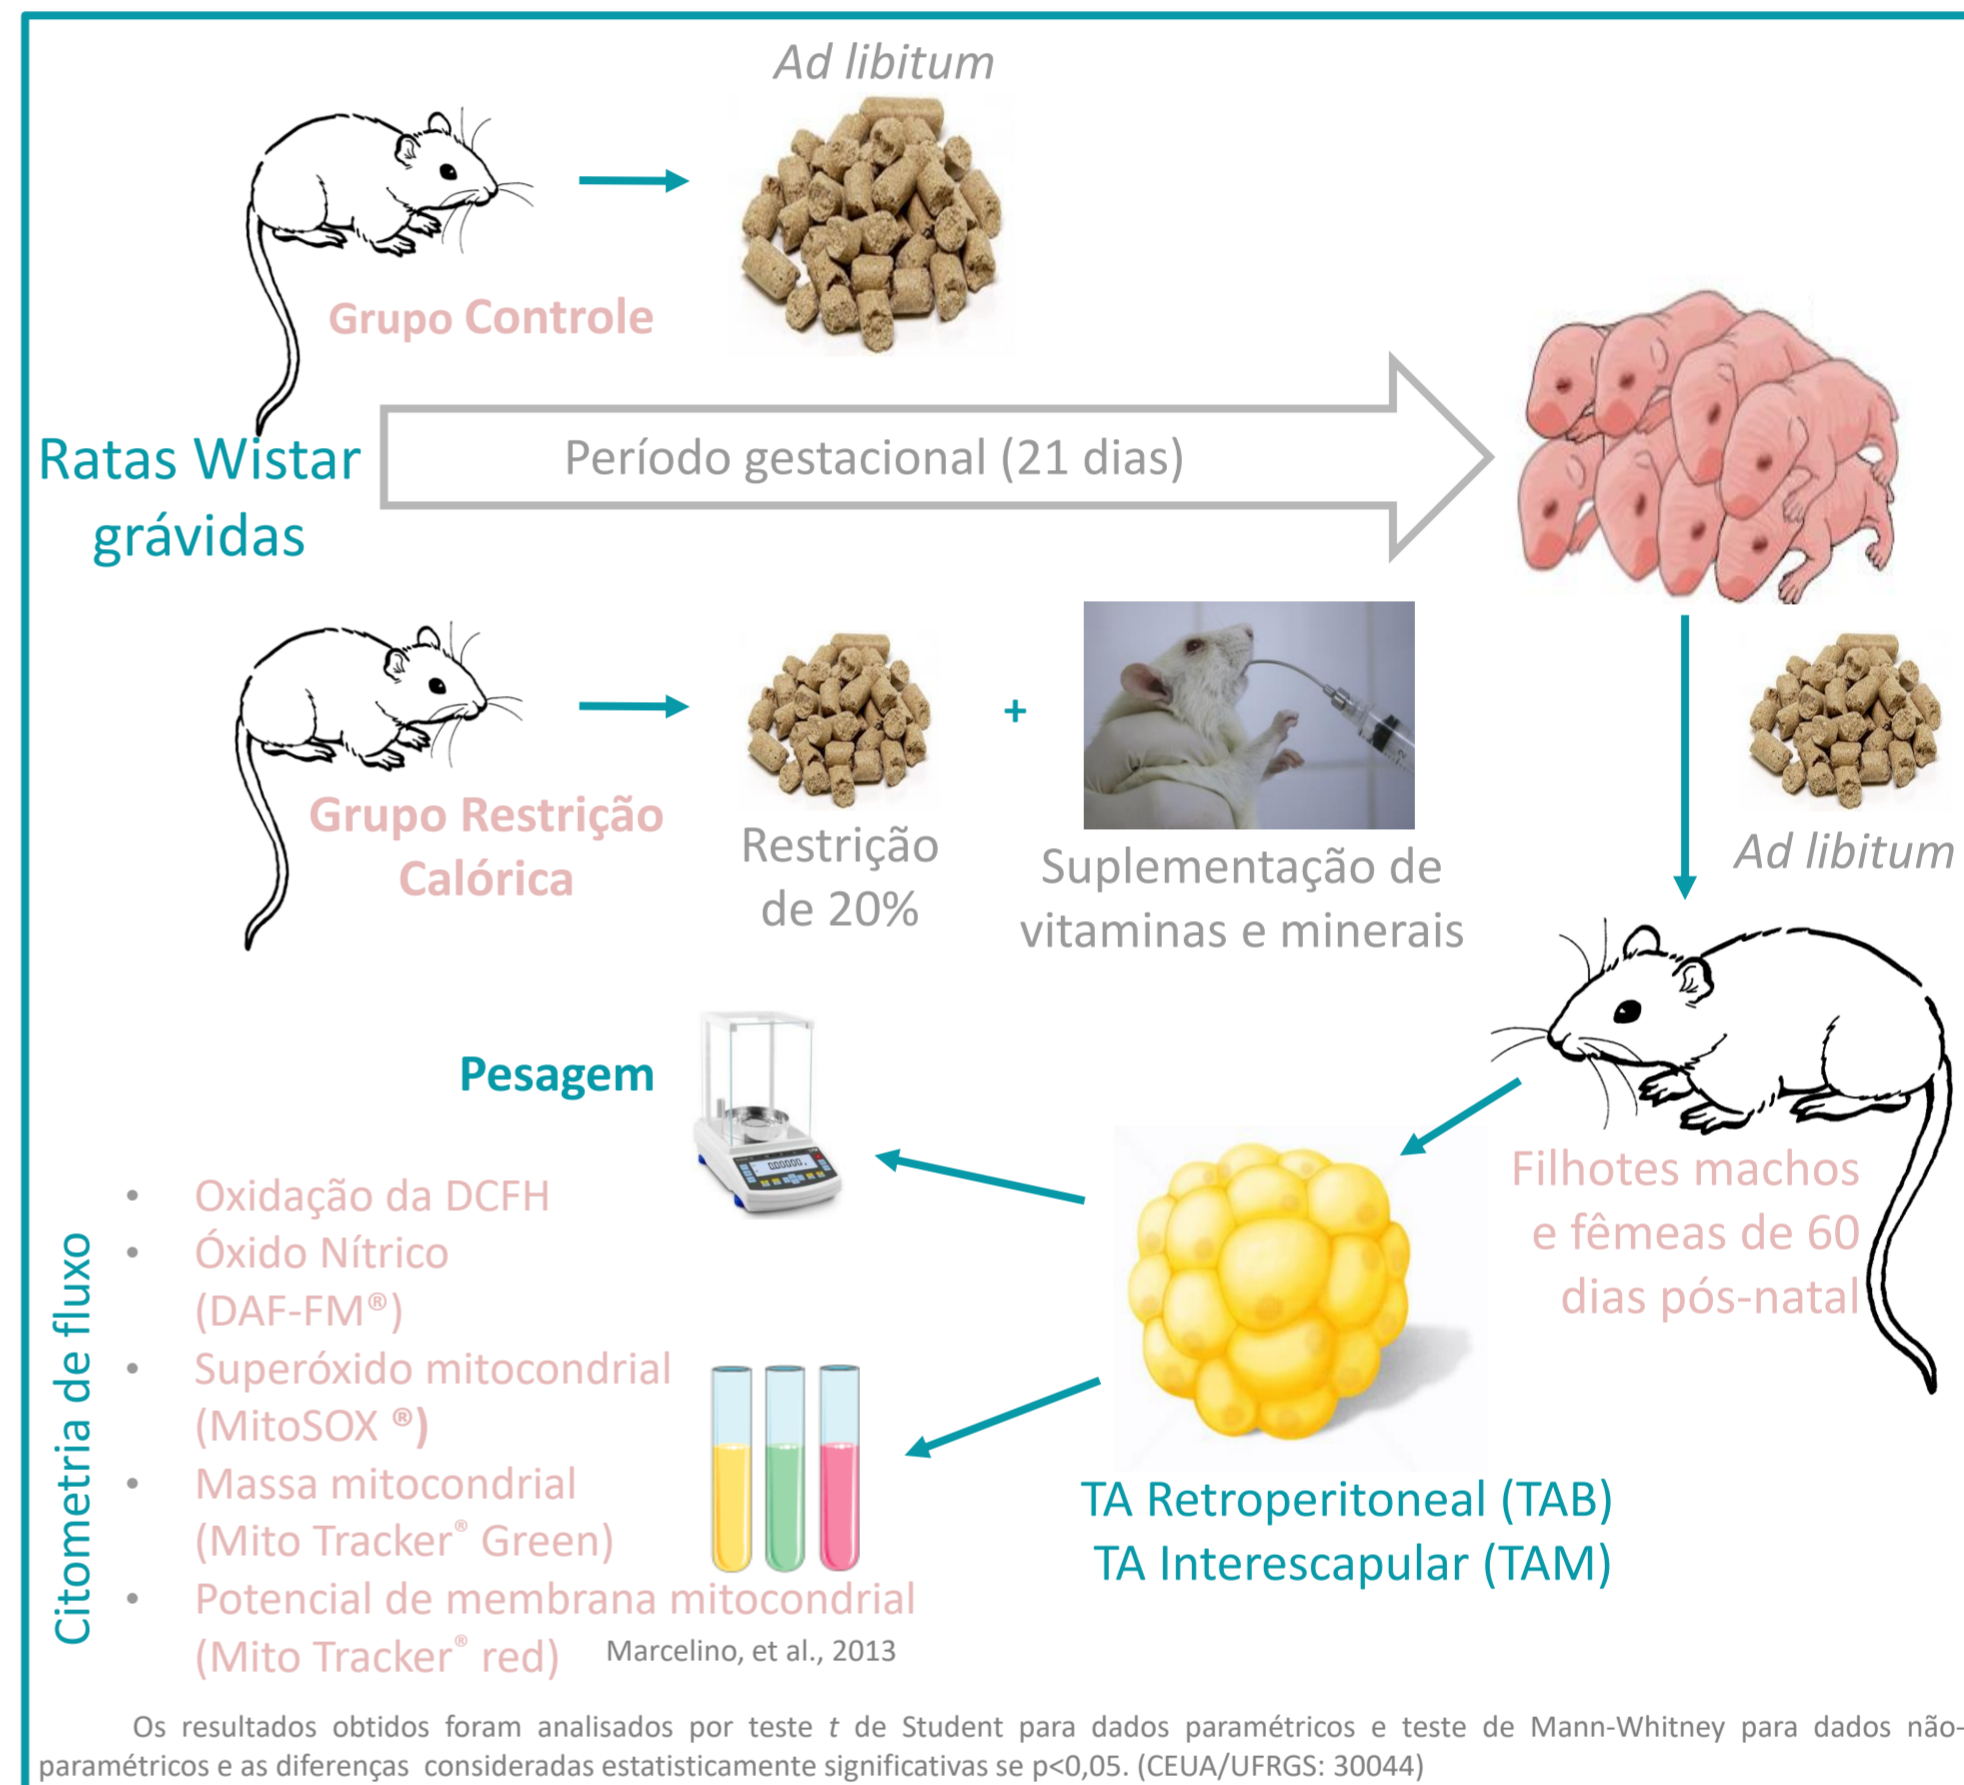 Ad libitum
Grupo Controle
Ratas Wistar
grávidas
Período gestacional (21 dias)
Grupo Restrição
Calórica
Restrição
de 20%
+
Suplementação de
vitaminas e minerais
Ad libitum
Filhotes machos
e fêmeas de 60
dias pós-natal
TA Retroperitoneal (TAB)
TA Interescapular (TAM)
Pesagem
Citometria de fluxo
• Oxidação da DCFH
• Óxido Nítrico
(DAF-FM®)
• Superóxido mitocondrial
(MitoSOX ®)
• Massa mitocondrial
(Mito Tracker® Green)
• Potencial de membrana mitocondrial
(Mito Tracker® red)
Marcelino, et al., 2013
Os resultados obtidos foram analisados por teste t de Student para dados paramétricos e teste de Mann-Whitney para dados não-
paramétricos e as diferenças consideradas estatisticamente significativas se p<0,05. (CEUA/UFRGS: 30044)